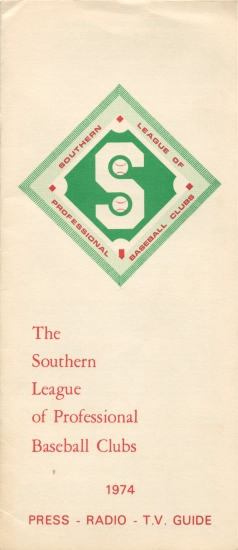 SOUTHERN LEAGUE OF
PROFESSIONAL BASEBALL CLUBS
S
The
Southern
League
of Professional
Baseball Clubs
1974
PRESS - RADIO - T.V. GUIDE